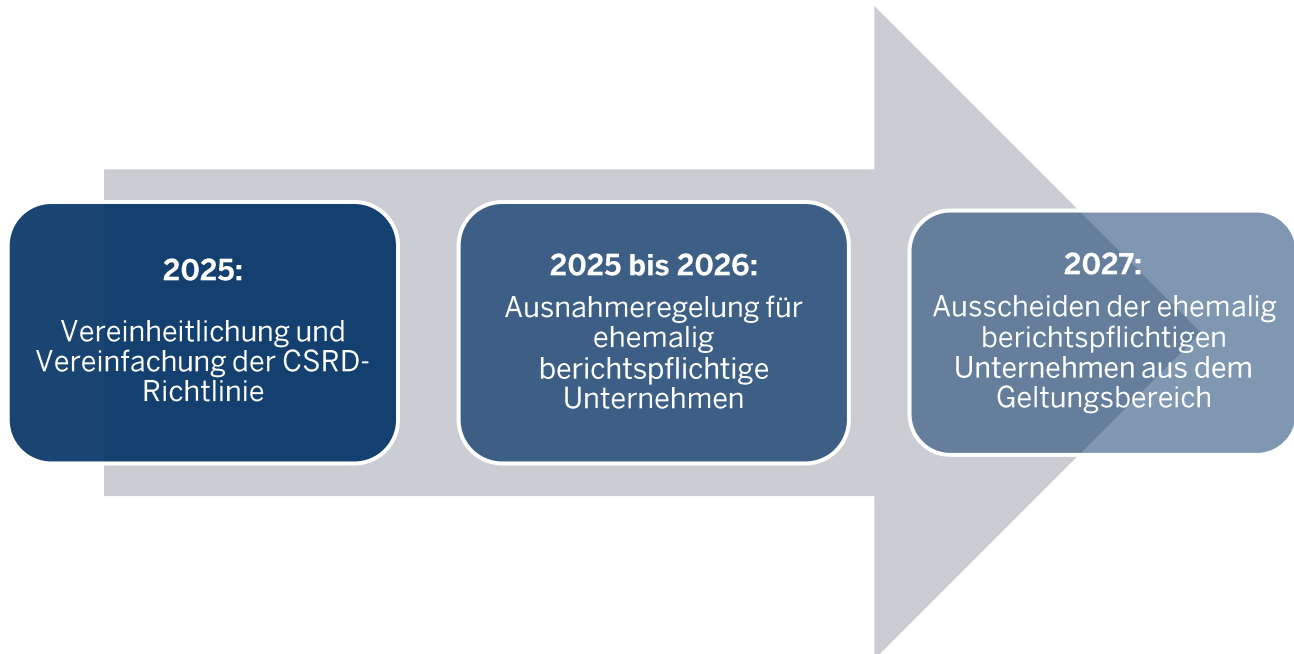 2025:
Vereinheitlichung und
Vereinfachung der CSRD-
Richtlinie
2025 bis 2026:
Ausnahmeregelung für
ehemalig
berichtspflichtige
Unternehmen
2027:
Ausscheiden der ehemalig
berichtspflichtigen
Unternehmen aus dem
Geltungsbereich